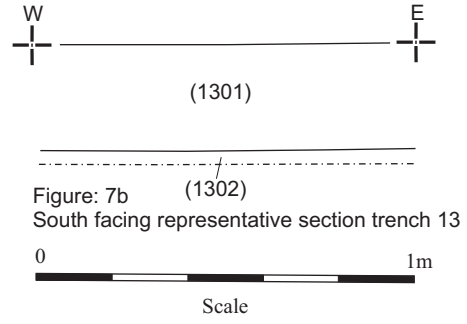 W E
(1301)
(1302)
Figure: 7b
South facing representative section trench 13
0 1m
Scale